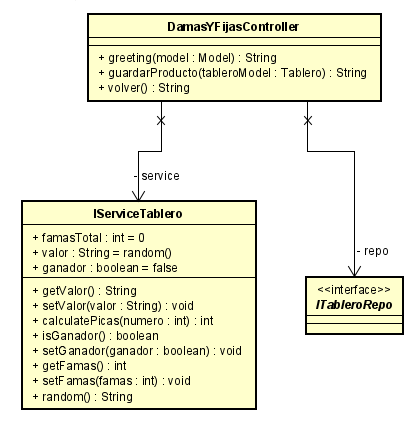 DamasYFijasController
+ greeting(model : Model) : String
+ guardarProducto(tableroModel : Tablero) : String
+ volver() : String
- service
- repo
IServiceTablero
+ famasTotal : int = 0
+ valor : String = random()
+ ganador : boolean = false
+ getValor() : String
+ setValor(valor : String) : void
+ calculatePicas(numero : int) : int
+ isGanador() : boolean
+ setGanador(ganador : boolean) : void
+ getFamas() : int
+ setFamas(famas : int) : void
+ random() : String
<<interface>>
ITableroRepo